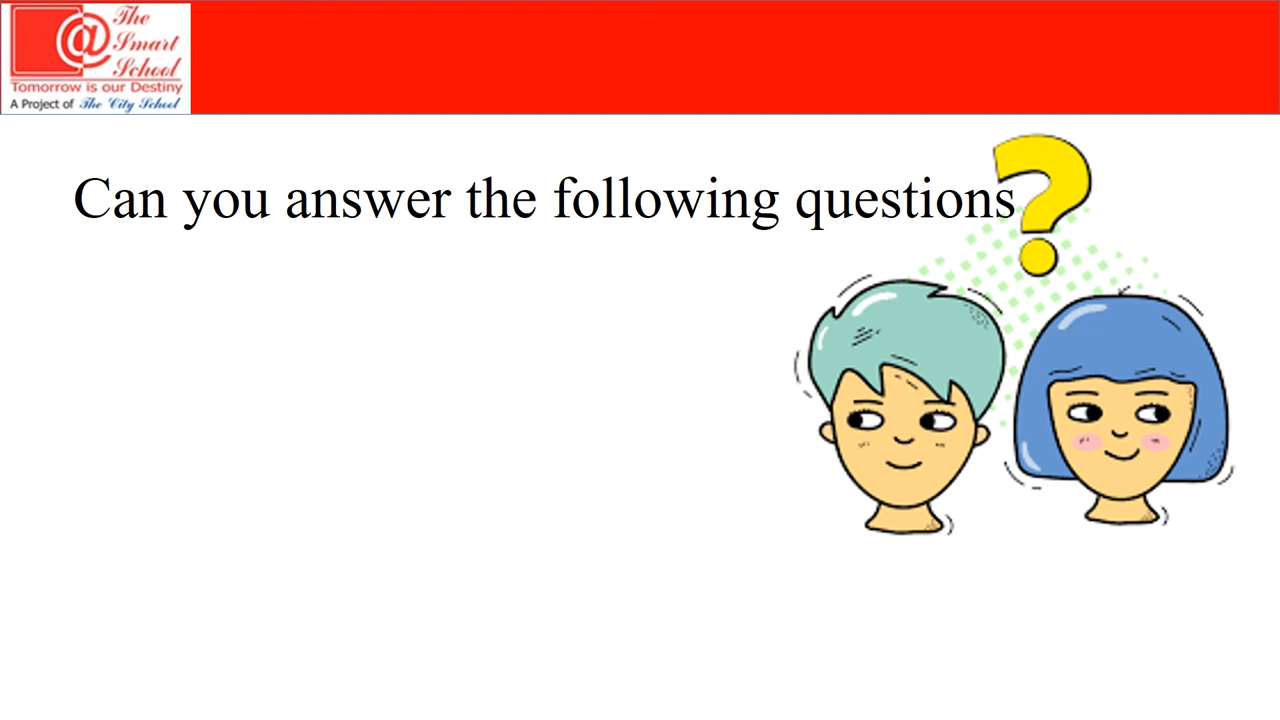 The
Smart
School
Tomorrow is our Destiny
A Project of The City School
Can you answer the following questions?